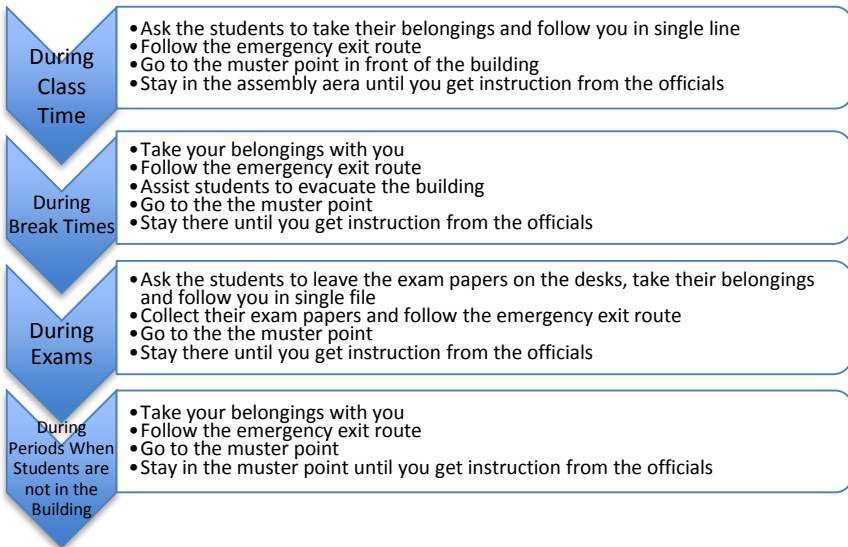 During
Class
Time
•Ask the students to take their belongings and follow you in single line
•Follow the emergency exit route
•Go to the muster point in front of the building
•Stay in the assembly aera until you get instruction from the officials
During
Break Times
•Take your belongings with you
•Follow the emergency exit route
•Assist students to evacuate the building
•Go to the the muster point
•Stay there until you get instruction from the officials
During
Exams
•Ask the students to leave the exam papers on the desks, take their belongings
and follow you in single file
•Collect their exam papers and follow the emergency exit route
•Go to the the muster point
•Stay there until you get instruction from the officials
During
Periods When
Students are
not in the
Building
•Take your belongings with you
•Follow the emergency exit route
•Go to the muster point
•Stay in the muster point until you get instruction from the officials